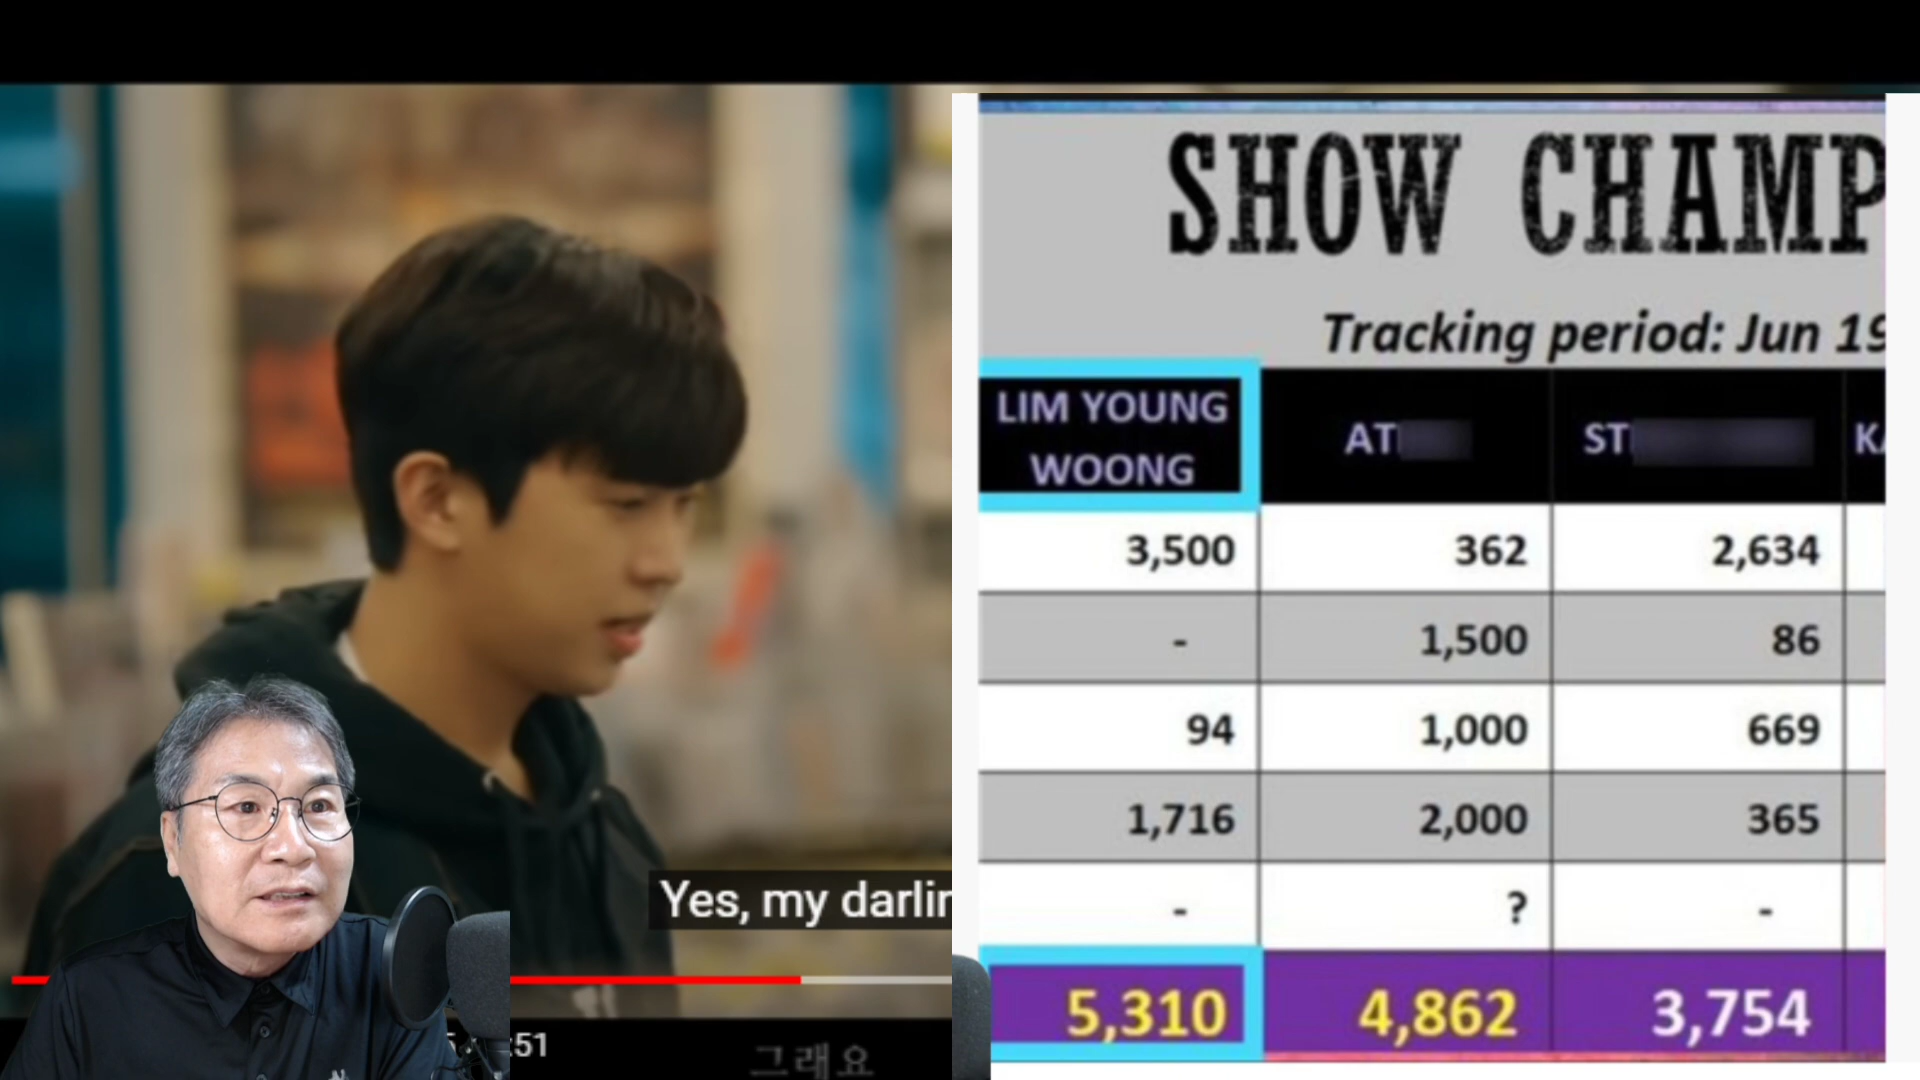 SHOW CHAMP
Tracking period: Jun 19
LIM YOUNG
WOONG
AT
ST
3,500 362 2,634
- 1,500 86
94 1,000 669
1,716 2,000 365
- ? -
5,310 4,862 3,754
Yes, my darlin
:51
그래요